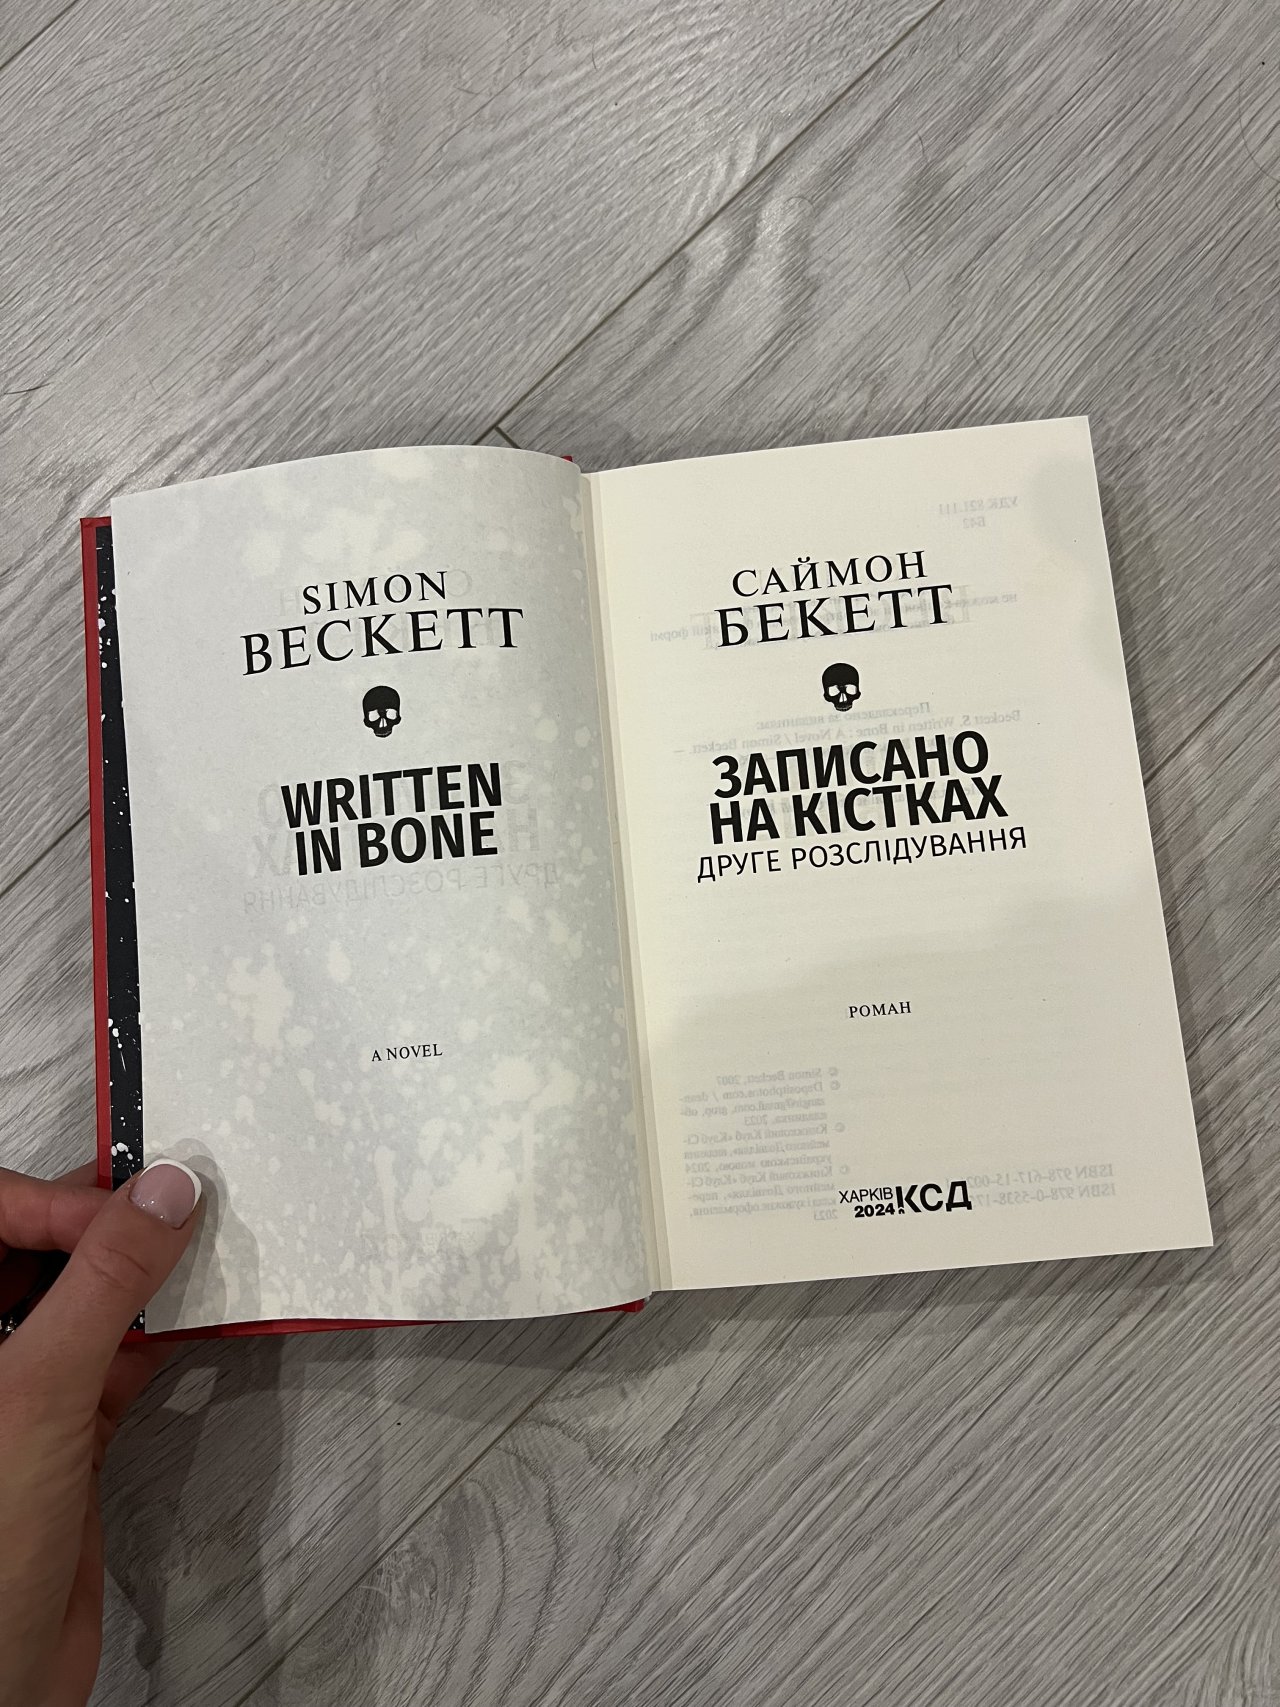 SIMON
BECKETT
WRITTEN
IN BONE
A NOVEL
САЙМОН
БЕКЕТТ
ЗАПИСАНО
НА КІСТКАХ
ДРУГЕ РОЗСЛІДУВАННЯ
РОМАН
ХАРКІВ КСД
2024